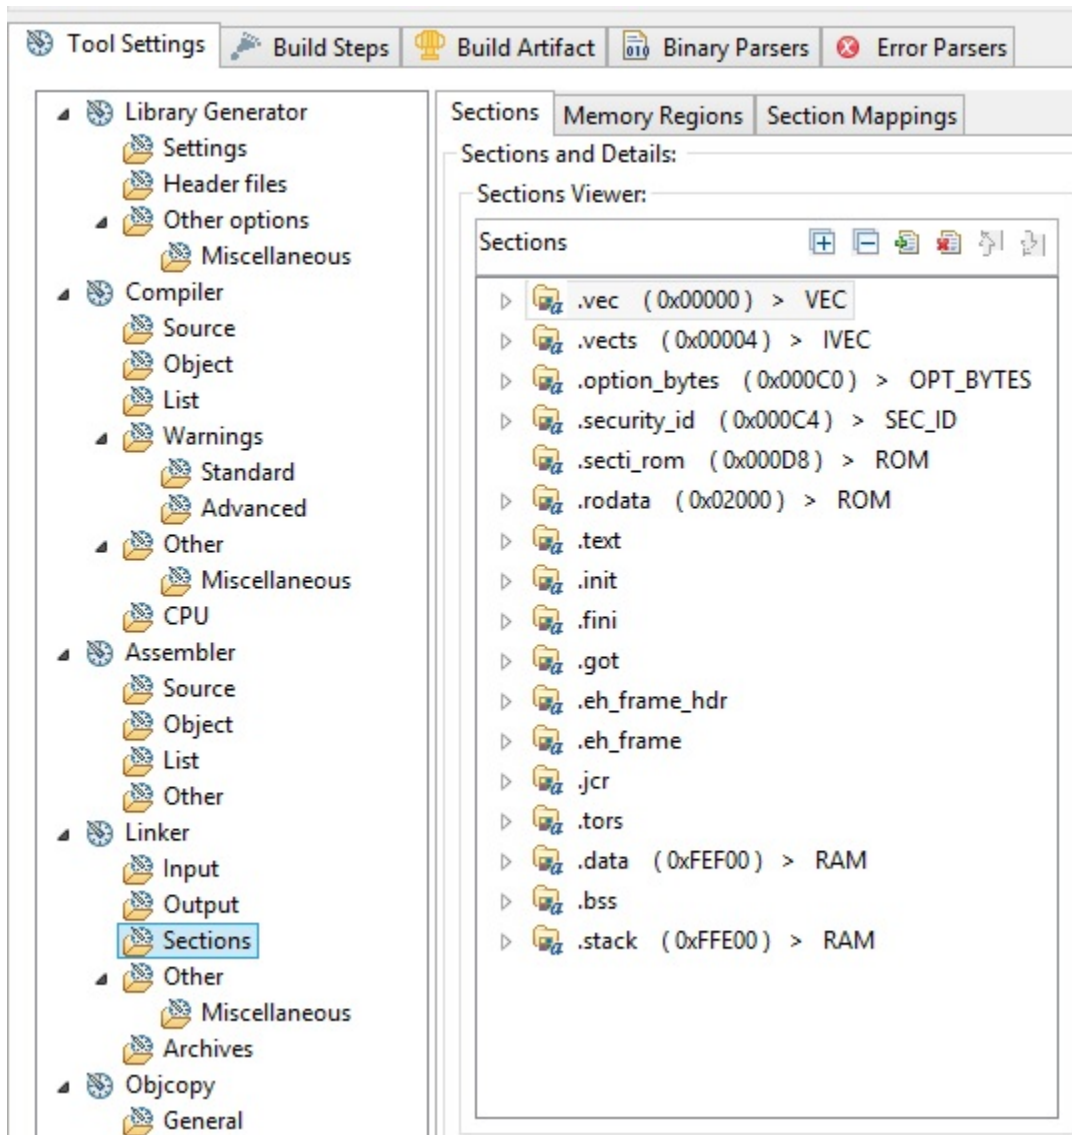 Tool Settings Build Steps Build Artifact Binary Parsers Error Parsers
Library Generator
Settings
Header files
Other options
Miscellaneous
Compiler
Source
Object
List
Warnings
Standard
Advanced
Other
Miscellaneous
CPU
Assembler
Source
Object
List
Other
Linker
Input
Output
Sections
Other
Miscellaneous
Archives
Objcopy
General
Sections Memory Regions Section Mappings
Sections and Details:
Sections Viewer:
Sections
.vec ( 0x00000 ) > VEC
.vects ( 0x00004 ) > IVEC
.option_bytes ( 0x000C0 ) > OPT_BYTES
.security_id ( 0x000C4 ) > SEC_ID
.secti_rom ( 0x000D8 ) > ROM
.rodata ( 0x02000 ) > ROM
.text
.init
.fini
.got
.eh_frame_hdr
.eh_frame
.jcr
.tors
.data ( 0xFEF00 ) > RAM
.bss
.stack ( 0xFFE00 ) > RAM